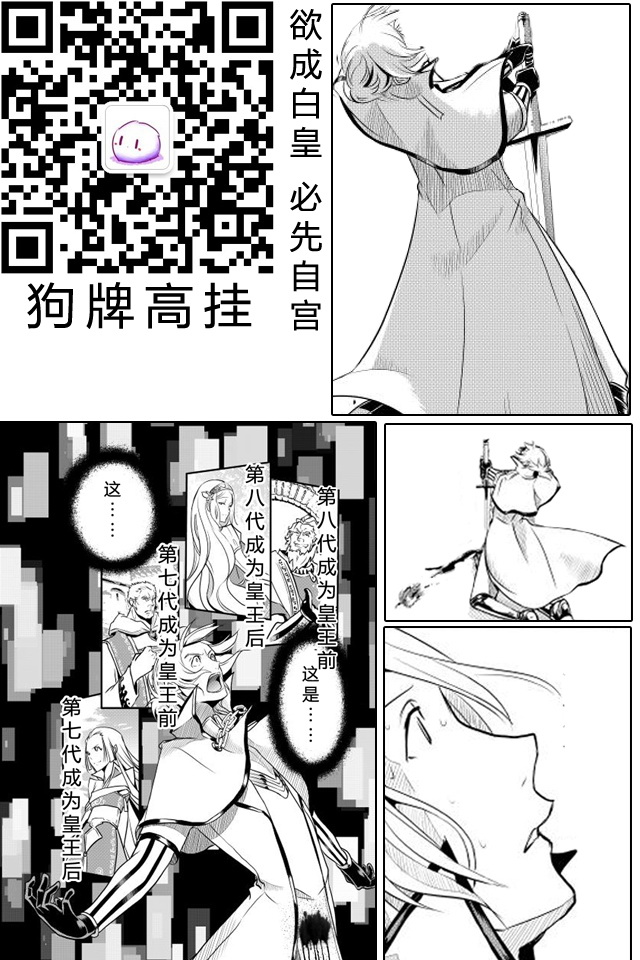 欲成白皇 必先自宫
狗牌高挂
第八代成为皇王前
第八代成为皇王后
这……
第七代成为皇王前
这是……
第七代成为皇王后